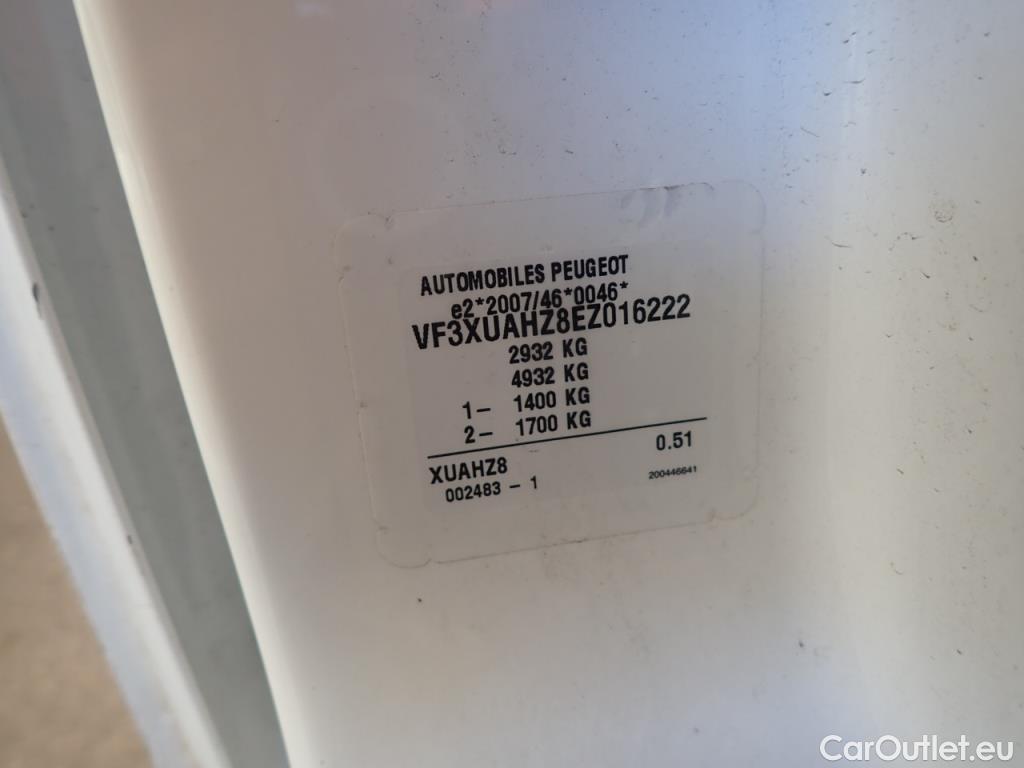 AUTOMOBILES PEUGEOT
e2*2007/46*0046*
VF3XUAHZ8EZ016222
2932 KG
4932 KG
1- 1400 KG
2- 1700 KG
XUAHZ8 0.51
002483 - 1 200446641
CarOutlet.eu